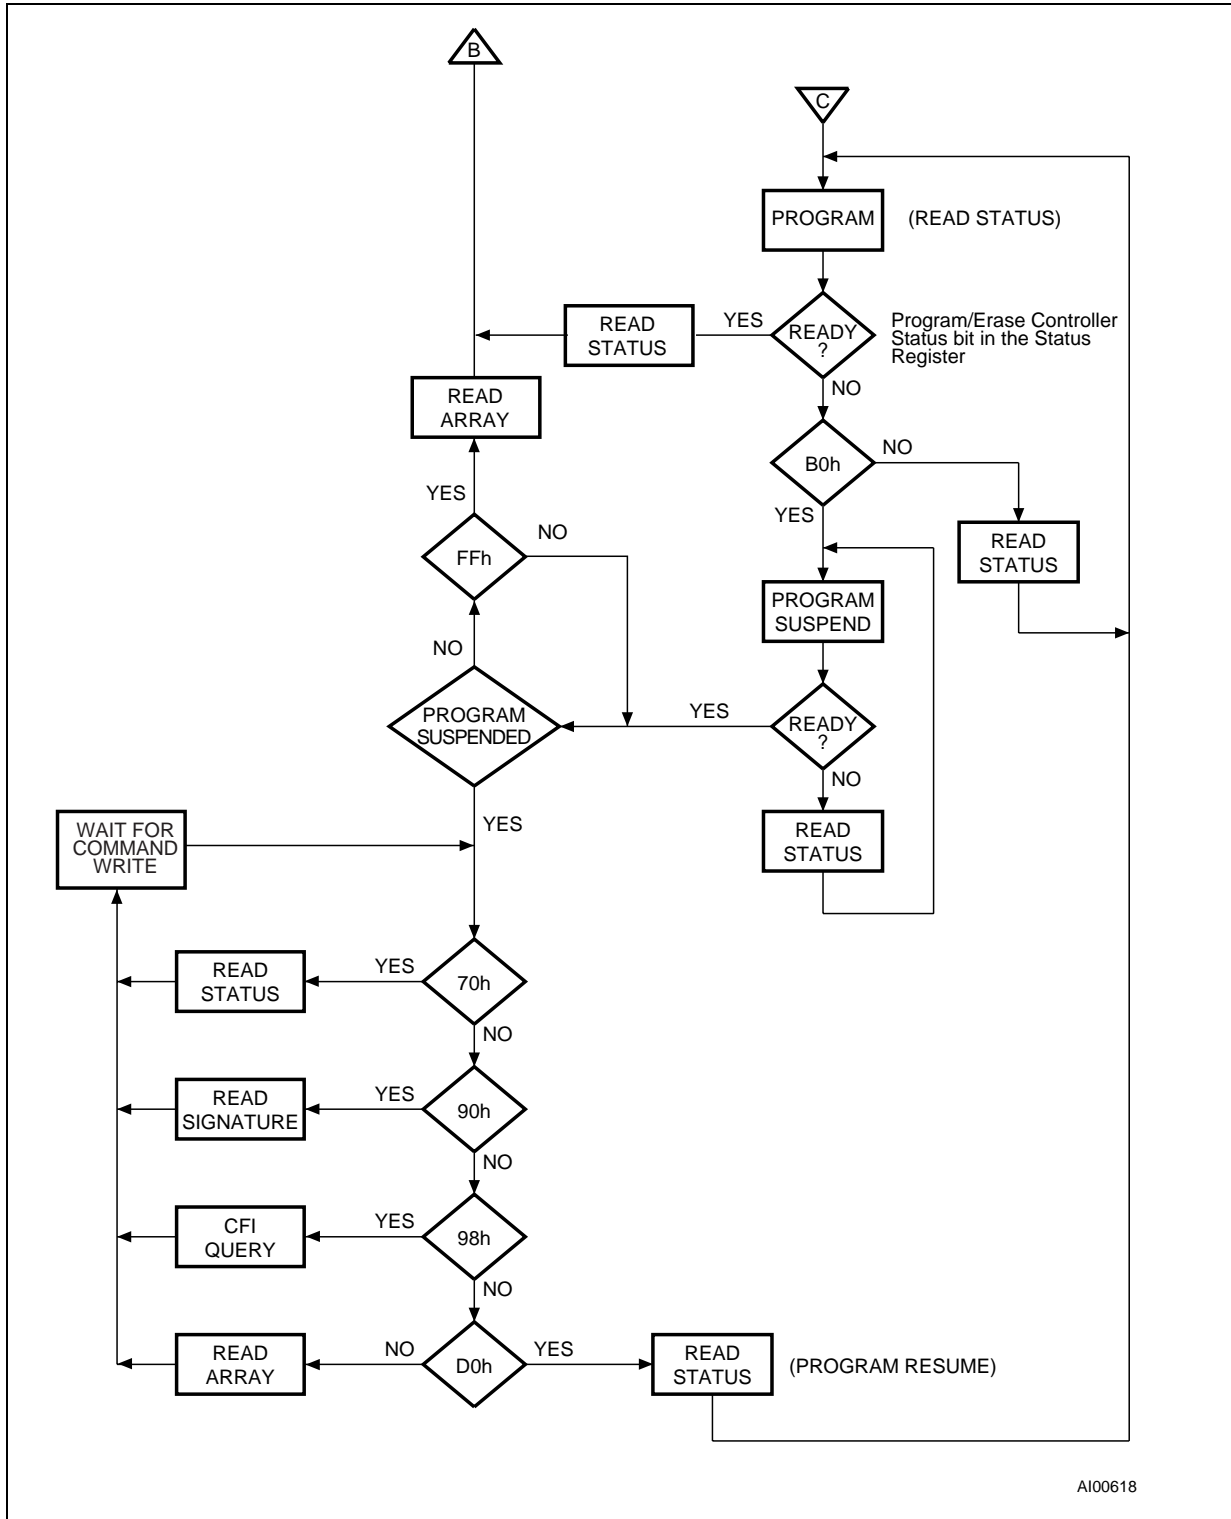 B
C
PROGRAM
(READ STATUS)
READ
STATUS
YES
READY
?
Program/Erase Controller
Status bit in the Status
Register
NO
READ
ARRAY
B0h
NO
YES
YES
FFh
NO
READ
STATUS
PROGRAM
SUSPEND
NO
PROGRAM
SUSPENDED
YES
READY
?
NO
YES
WAIT FOR
COMMAND
WRITE
READ
STATUS
READ
STATUS
YES
70h
NO
READ
SIGNATURE
YES
90h
NO
CFI
QUERY
YES
98h
NO
READ
ARRAY
NO
D0h
YES
READ
STATUS
(PROGRAM RESUME)
AI00618